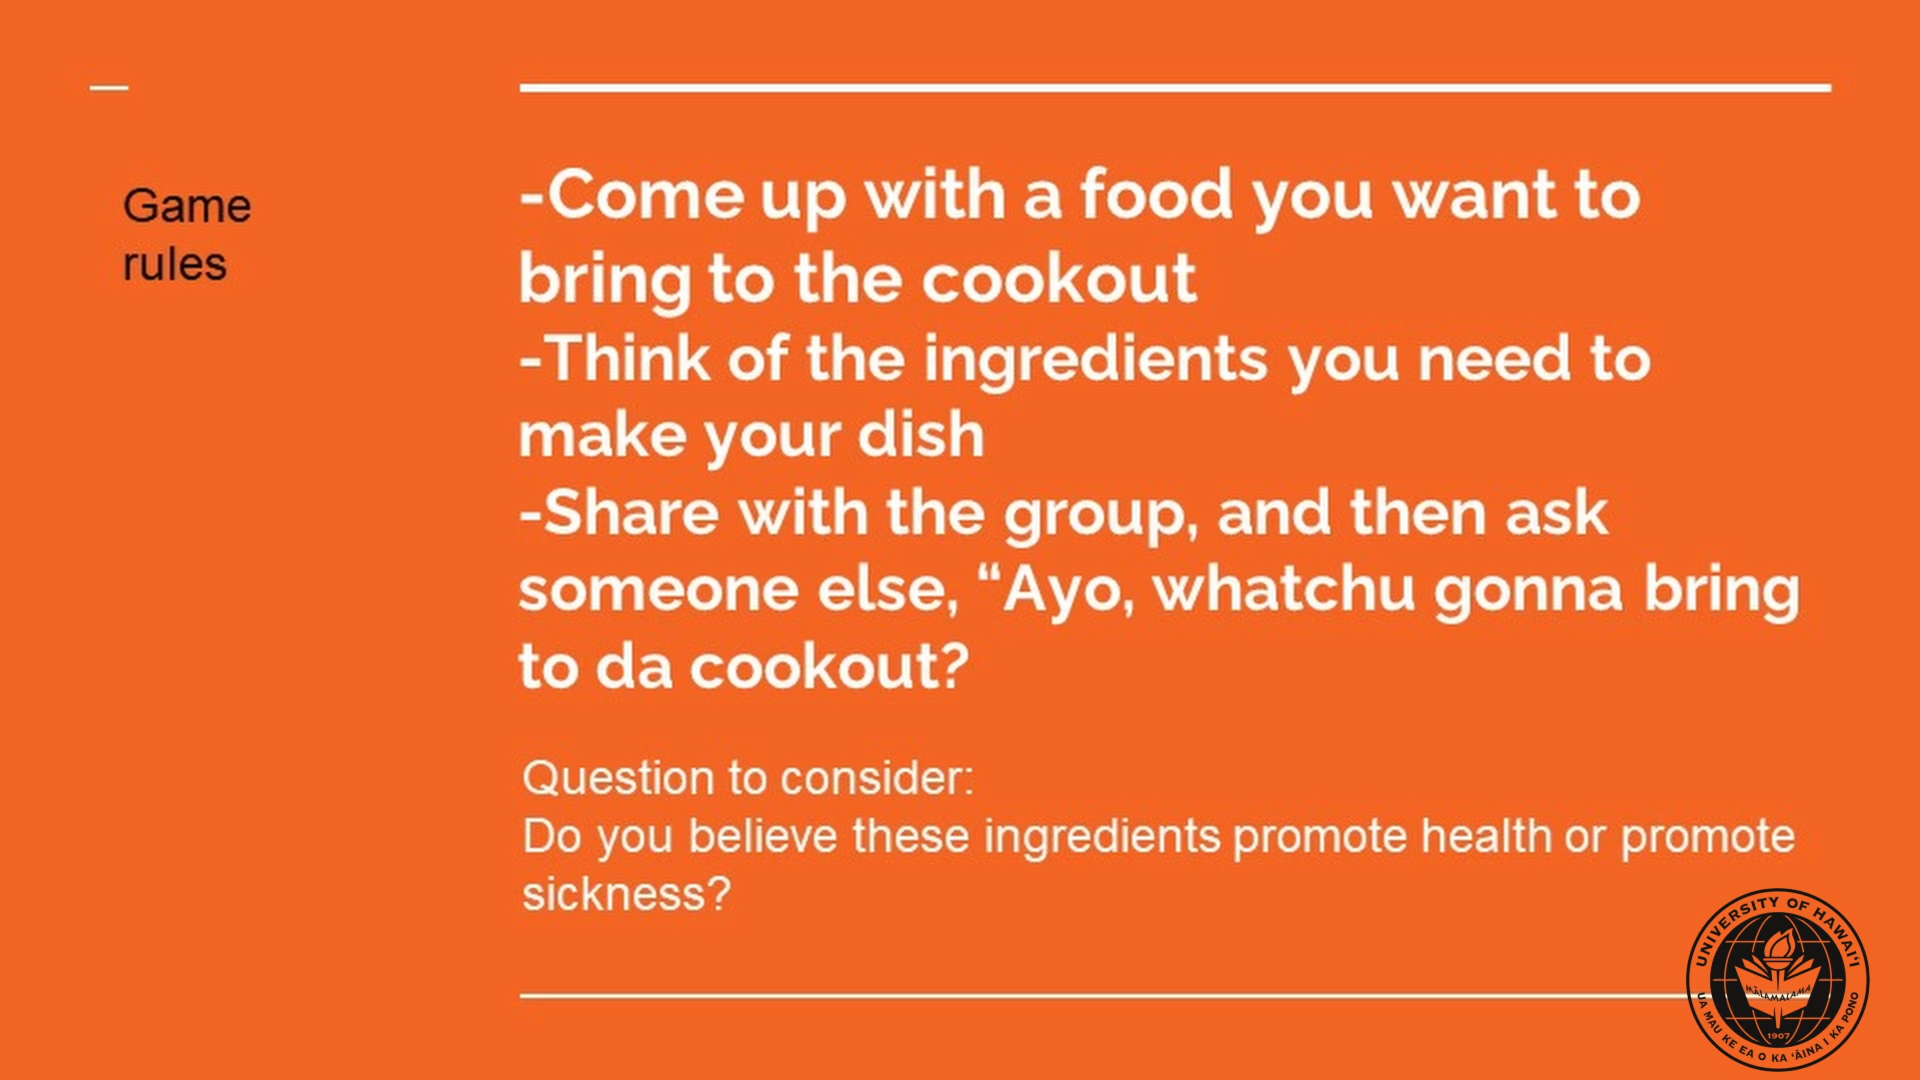 Game
rules
-Come up with a food you want to
bring to the cookout
-Think of the ingredients you need to
make your dish
-Share with the group, and then ask
someone else, “Ayo, whatchu gonna bring
to da cookout?
Question to consider:
Do you believe these ingredients promote health or promote
sickness?
UNIVERSITY OF HAWAIʻI
MĀLAMALAMA
1907
UA MAU KE EA O KA ʻĀINA I KA PONO